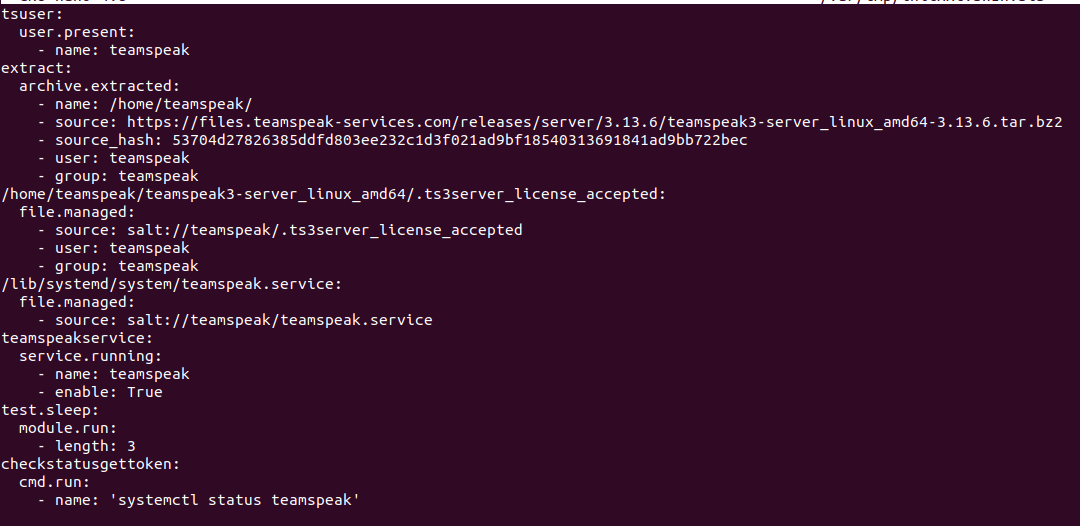 tsuser:
  user.present:
    - name: teamspeak
extract:
  archive.extracted:
    - name: /home/teamspeak/
    - source: https://files.teamspeak-services.com/releases/server/3.13.6/teamspeak3-server_linux_amd64-3.13.6.tar.bz2
    - source_hash: 53704d27826385ddfd803ee232c1d3f021ad9bf18540313691841ad9bb722bec
    - user: teamspeak
    - group: teamspeak
/home/teamspeak/teamspeak3-server_linux_amd64/.ts3server_license_accepted:
  file.managed:
    - source: salt://teamspeak/.ts3server_license_accepted
    - user: teamspeak
    - group: teamspeak
/lib/systemd/system/teamspeak.service:
  file.managed:
    - source: salt://teamspeak/teamspeak.service
teamspeakservice:
  service.running:
    - name: teamspeak
    - enable: True
test.sleep:
  module.run:
    - length: 3
checkstatusgettoken:
  cmd.run:
    - name: 'systemctl status teamspeak'